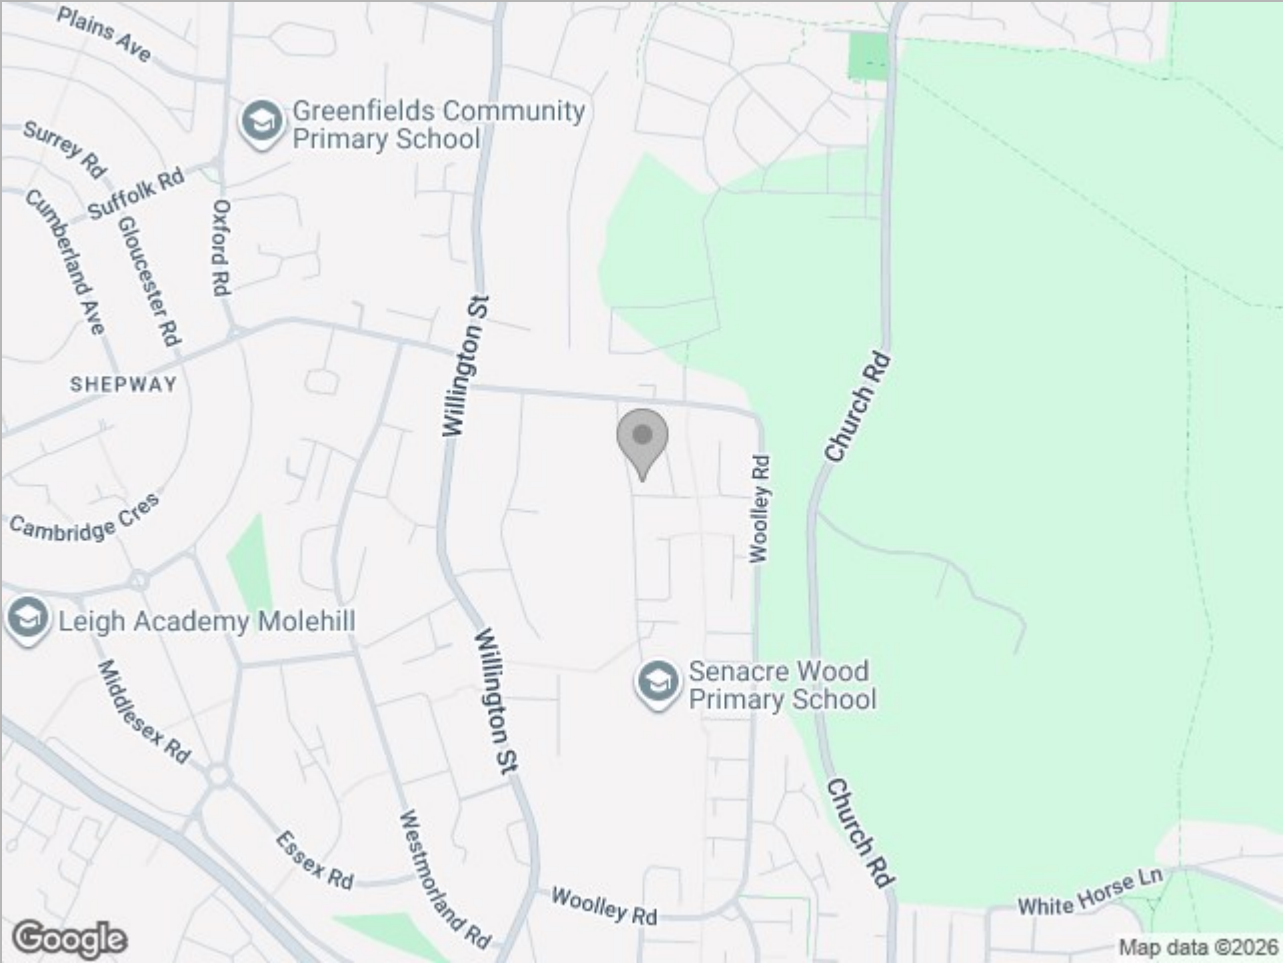 Plains Ave
Greenfields Community
Primary School
Surrey Rd
Suffolk Rd
Cumberland Ave
Gloucester Rd
Oxford Rd
Willington St
SHEPWAY
Church Rd
Woolley Rd
Cambridge Cres
Leigh Academy Molehill
Senacre Wood
Primary School
Willington St
Middlesex Rd
Church Rd
Essex Rd
Westmorland Rd
Woolley Rd
White Horse Ln
Google
Map data ©2026